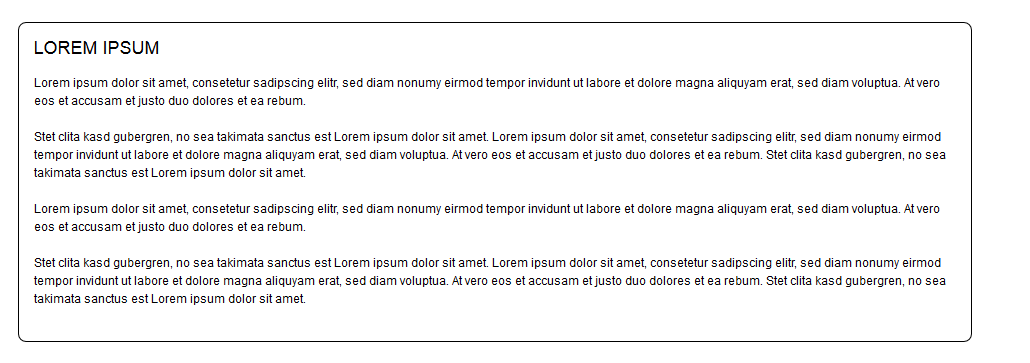 LOREM IPSUM
Lorem ipsum dolor sit amet, consetetur sadipscing elitr, sed diam nonumy eirmod tempor invidunt ut labore et dolore magna aliquyam erat, sed diam voluptua. At vero
eos et accusam et justo duo dolores et ea rebum.
Stet clita kasd gubergren, no sea takimata sanctus est Lorem ipsum dolor sit amet. Lorem ipsum dolor sit amet, consetetur sadipscing elitr, sed diam nonumy eirmod
tempor invidunt ut labore et dolore magna aliquyam erat, sed diam voluptua. At vero eos et accusam et justo duo dolores et ea rebum. Stet clita kasd gubergren, no sea
takimata sanctus est Lorem ipsum dolor sit amet.
Lorem ipsum dolor sit amet, consetetur sadipscing elitr, sed diam nonumy eirmod tempor invidunt ut labore et dolore magna aliquyam erat, sed diam voluptua. At vero
eos et accusam et justo duo dolores et ea rebum.
Stet clita kasd gubergren, no sea takimata sanctus est Lorem ipsum dolor sit amet. Lorem ipsum dolor sit amet, consetetur sadipscing elitr, sed diam nonumy eirmod
tempor invidunt ut labore et dolore magna aliquyam erat, sed diam voluptua. At vero eos et accusam et justo duo dolores et ea rebum. Stet clita kasd gubergren, no sea
takimata sanctus est Lorem ipsum dolor sit amet.